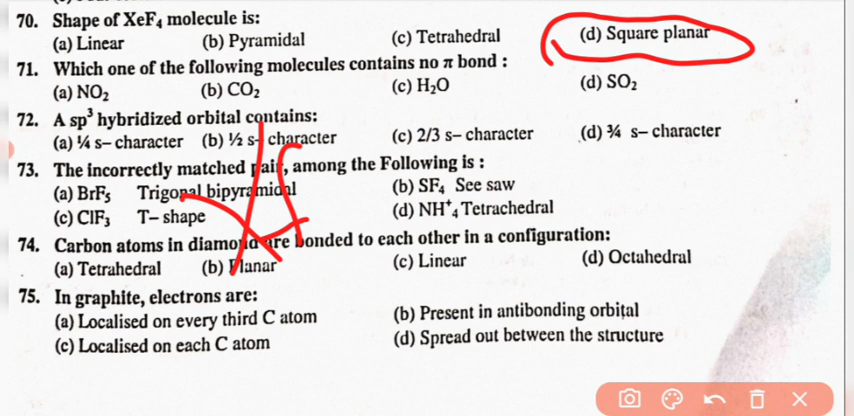 70. Shape of XeF₄ molecule is:
(a) Linear (b) Pyramidal (c) Tetrahedral (d) Square planar
71. Which one of the following molecules contains no π bond :
(a) NO₂ (b) CO₂ (c) H₂O (d) SO₂
72. A sp³ hybridized orbital contains:
(a) ¼ s– character (b) ½ s– character (c) 2/3 s– character (d) ¾ s– character
73. The incorrectly matched pair, among the Following is :
(a) BrF₅ Trigonal bipyramidal (b) SF₄ See saw
(c) ClF₃ T– shape (d) NH⁺₄ Tetrachedral
74. Carbon atoms in diamond are bonded to each other in a configuration:
(a) Tetrahedral (b) Planar (c) Linear (d) Octahedral
75. In graphite, electrons are:
(a) Localised on every third C atom (b) Present in antibonding orbital
(c) Localised on each C atom (d) Spread out between the structure